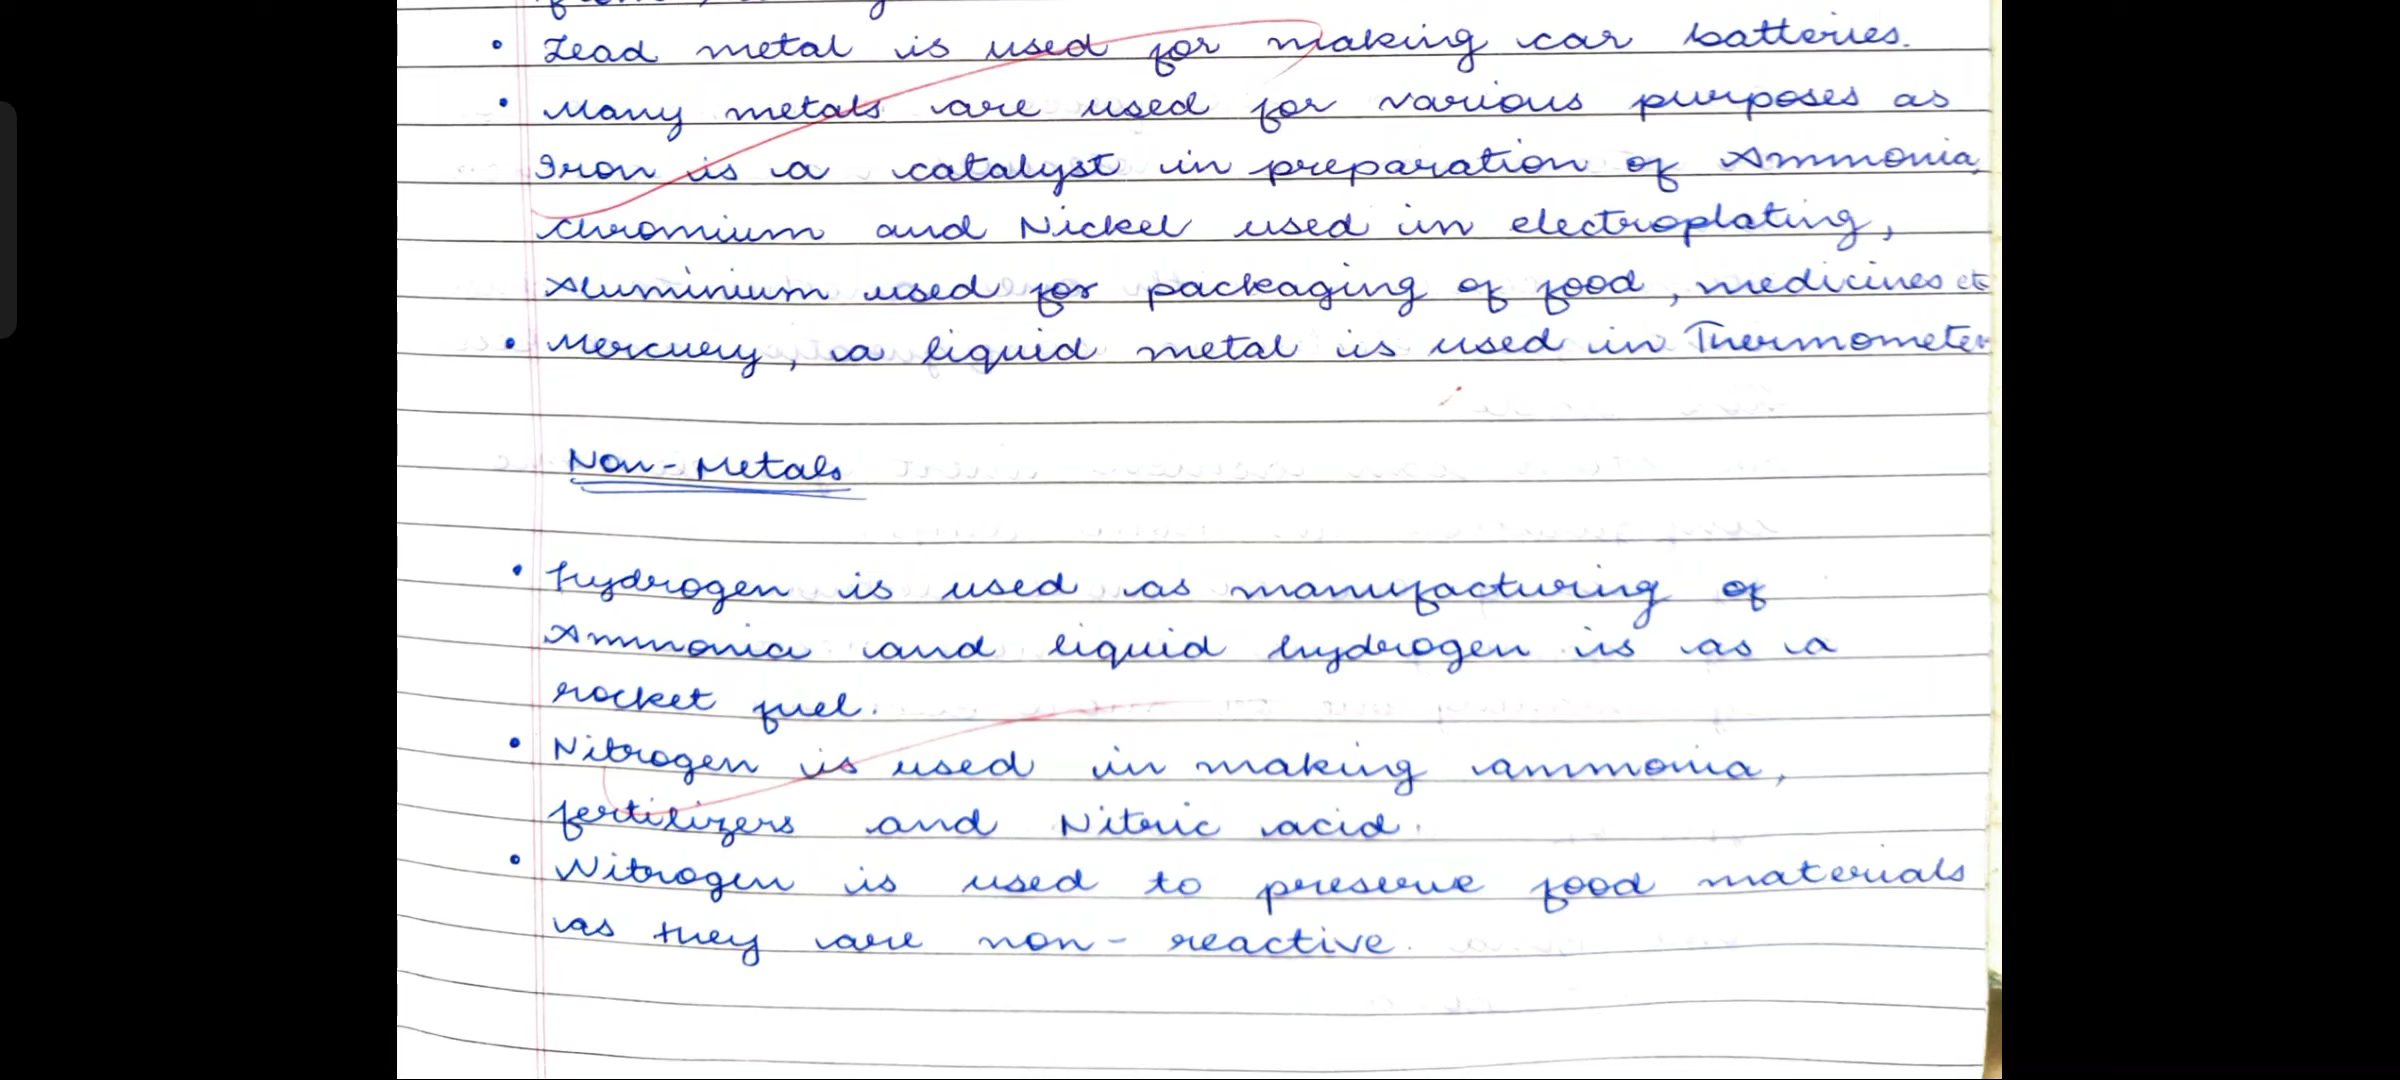 • Lead metal is used for making car batteries.
• Many metals are used for various purposes as
Iron is a catalyst in preparation of Ammonia,
Chromium and Nickel used in electroplating,
Aluminium used for packaging of food, medicines etc
• Mercury, a liquid metal is used in Thermometer
Non-Metals
• Hydrogen is used as manufacturing of
Ammonia and liquid hydrogen is as a
rocket fuel.
• Nitrogen is used in making ammonia,
fertilizers and Nitric acid.
• Nitrogen is used to preserve food materials
as they are non-reactive.